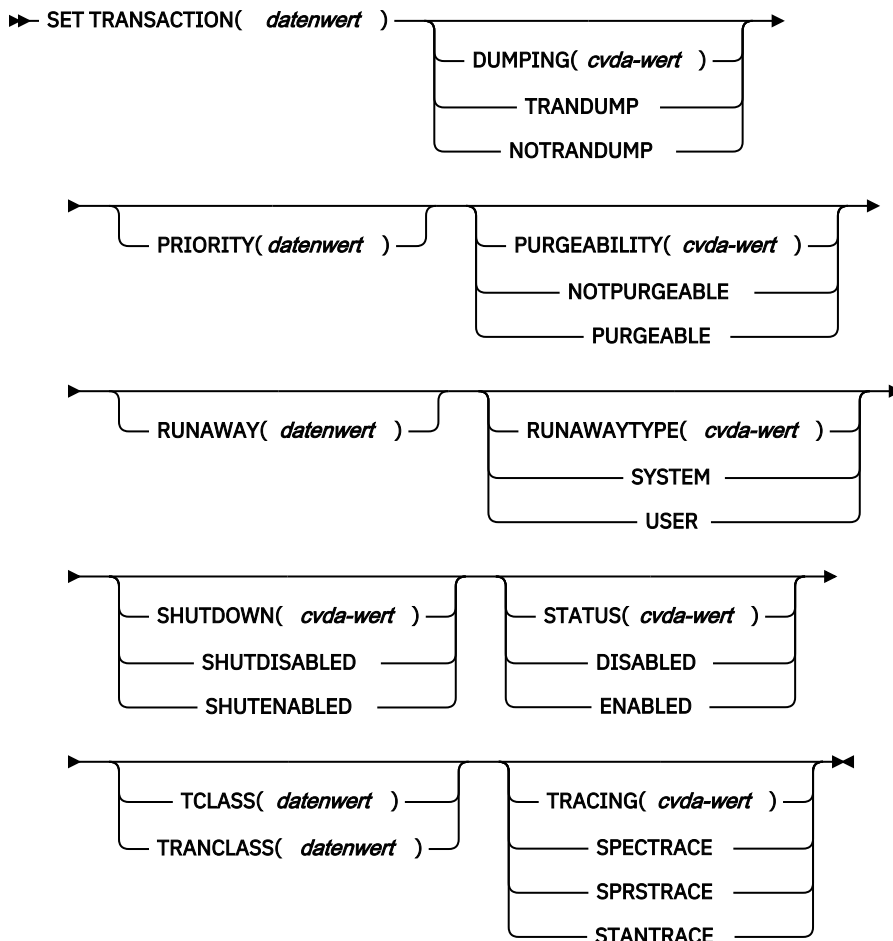 SET TRANSACTION( datenwert )
DUMPING( cvda-wert )
TRANDUMP
NOTRANDUMP
PRIORITY( datenwert )
PURGEABILITY( cvda-wert )
NOTPURGEABLE
PURGEABLE
RUNAWAY( datenwert )
RUNAWAYTYPE( cvda-wert )
SYSTEM
USER
SHUTDOWN( cvda-wert )
SHUTDISABLED
SHUTENABLED
STATUS( cvda-wert )
DISABLED
ENABLED
TCLASS( datenwert )
TRANCLASS( datenwert )
TRACING( cvda-wert )
SPECTRACE
SPRSTRACE
STANTRACE